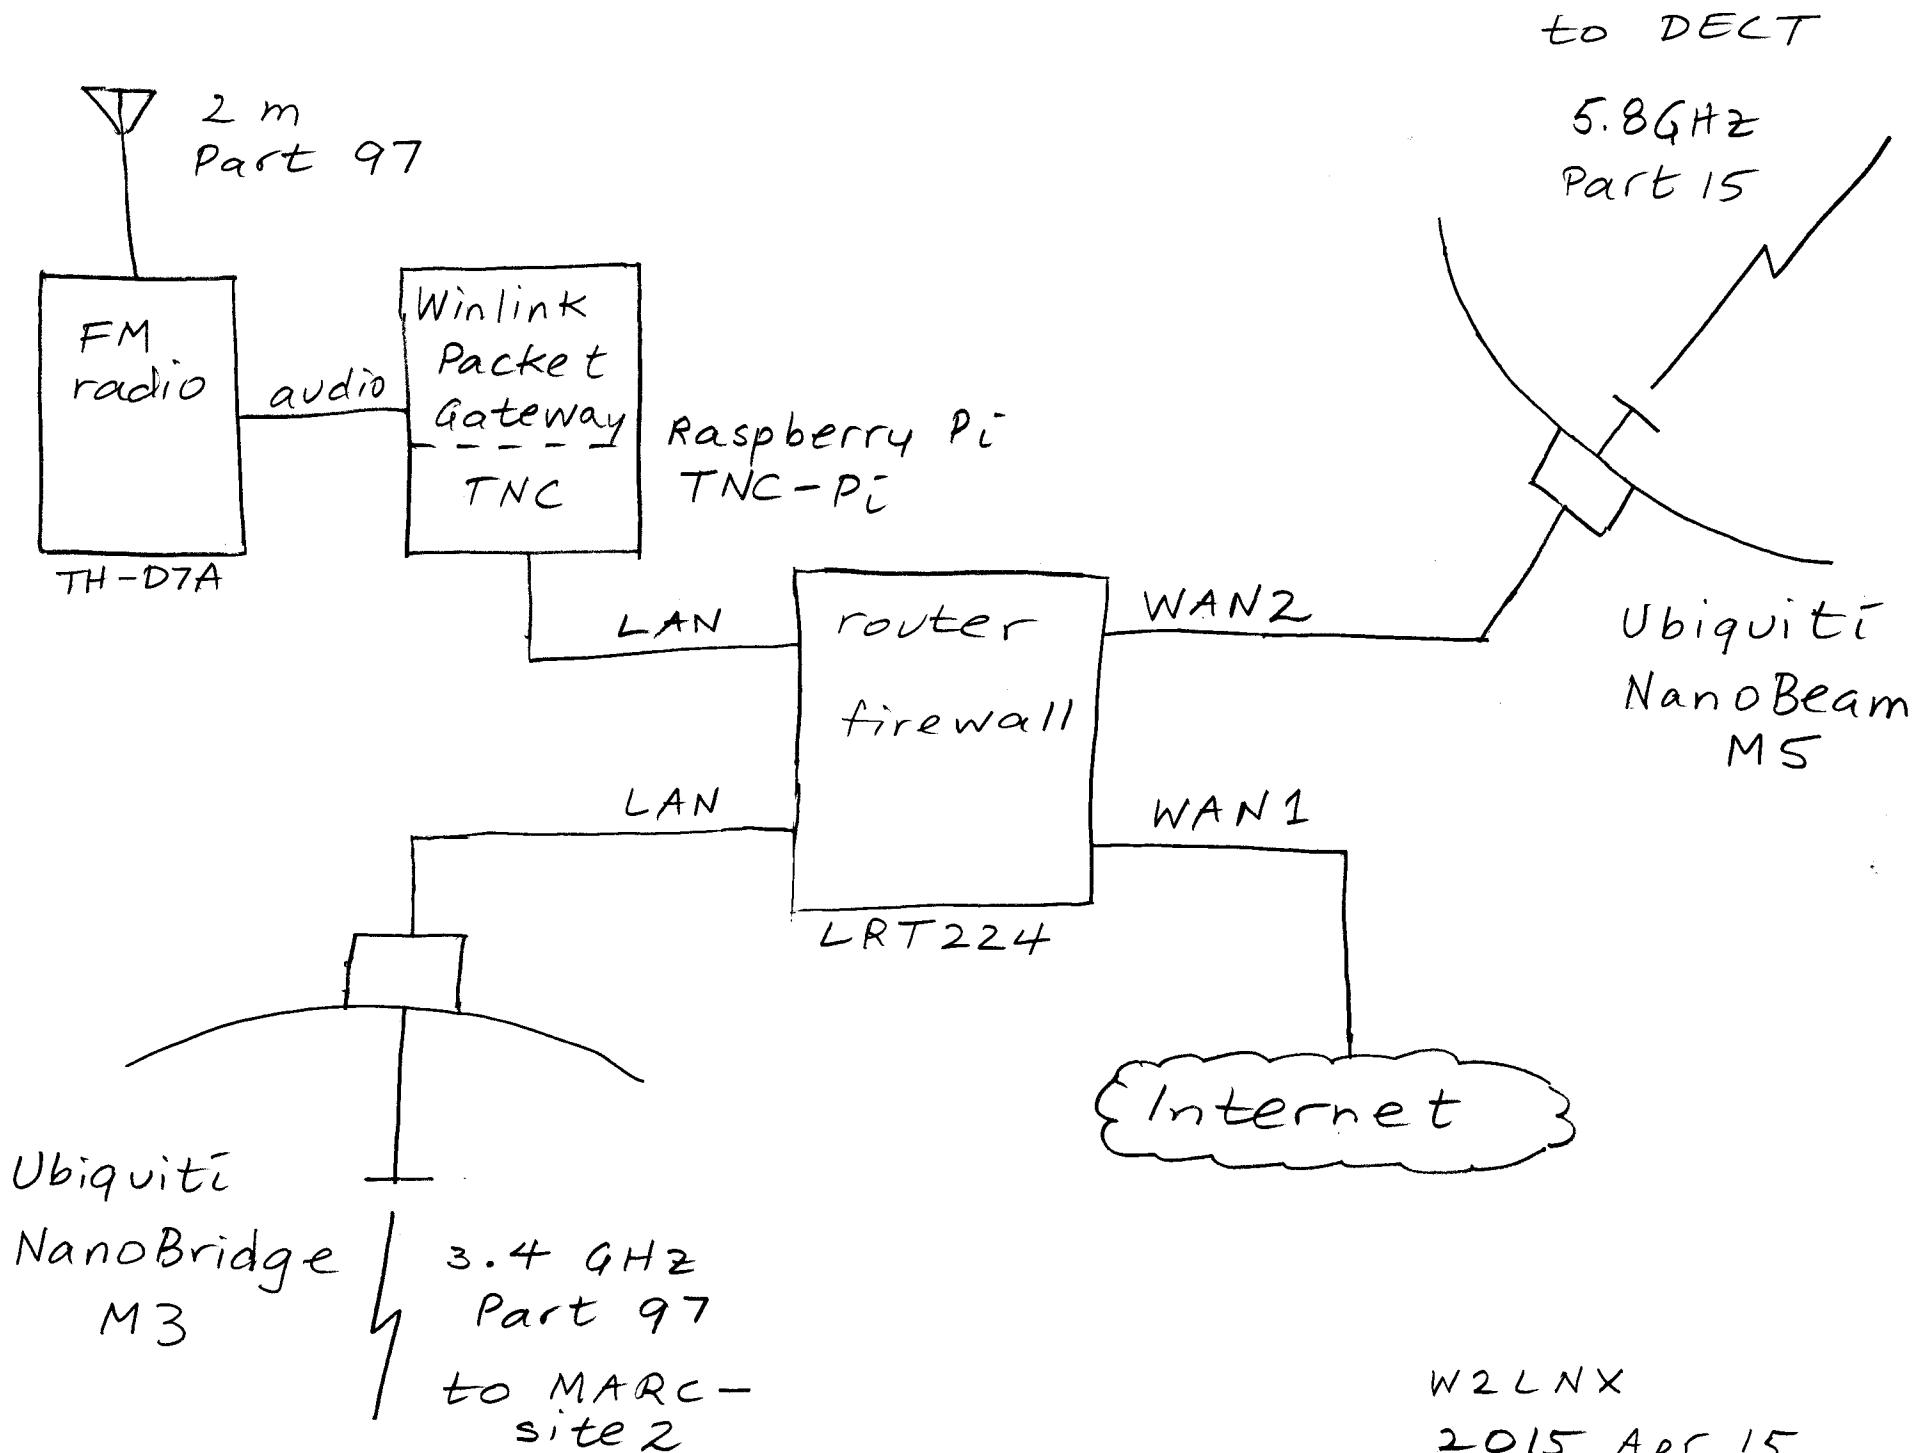 to DECT
5.8GHz
Part 15
2 m
Part 97
FM
radio
TH-D7A
audio
Winlink
Packet
Gateway
TNC
Raspberry Pi
TNC-Pi
LAN
router
firewall
LRT224
WAN2
Ubiquiti
NanoBeam
M5
LAN
WAN1
Internet
Ubiquiti
NanoBridge
M3
3.4 GHz
Part 97
to MARC-
site 2
W2LNX
2015 Apr 15